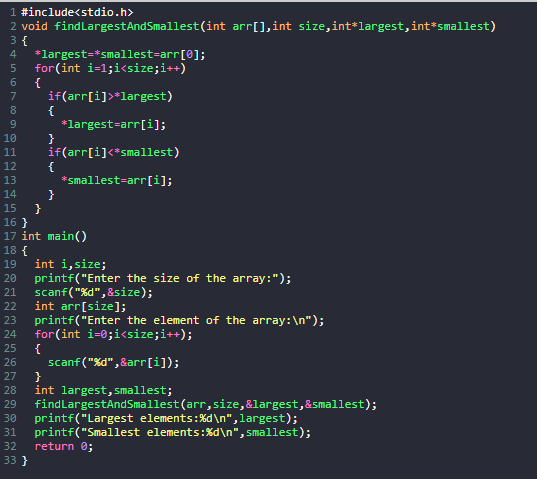 1 #include<stdio.h>
2 void findLargestAndSmallest(int arr[],int size,int*largest,int*smallest)
3 {
4   *largest=*smallest=arr[0];
5   for(int i=1;i<size;i++)
6   {
7     if(arr[i]>*largest)
8     {
9       *largest=arr[i];
10     }
11     if(arr[i]<*smallest)
12     {
13       *smallest=arr[i];
14     }
15   }
16 }
17 int main()
18 {
19   int i,size;
20   printf("Enter the size of the array:");
21   scanf("%d",&size);
22   int arr[size];
23   printf("Enter the element of the array:\n");
24   for(int i=0;i<size;i++);
25   {
26     scanf("%d",&arr[i]);
27   }
28   int largest,smallest;
29   findLargestAndSmallest(arr,size,&largest,&smallest);
30   printf("Largest elements:%d\n",largest);
31   printf("Smallest elements:%d\n",smallest);
32   return 0;
33 }